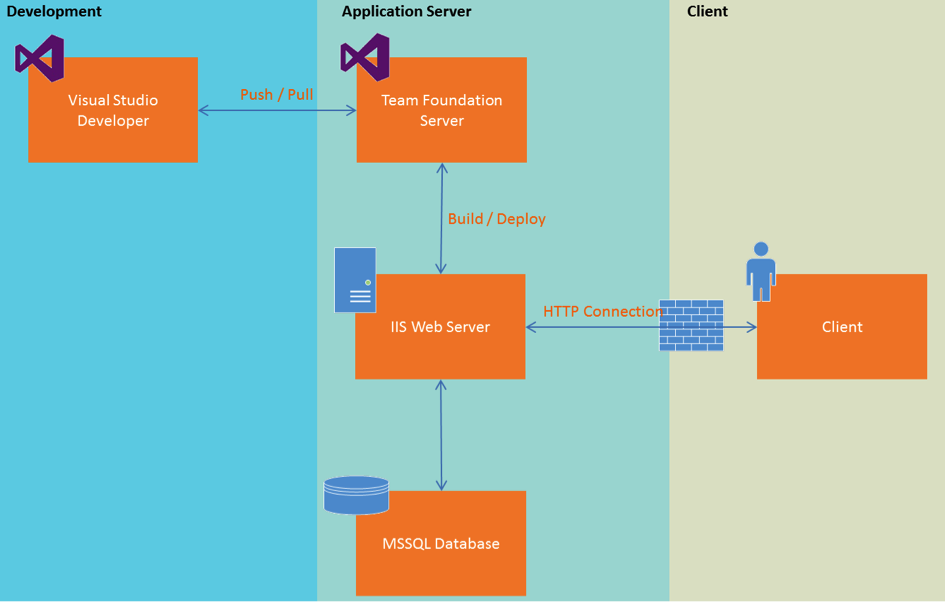 Development
Application Server
Client
Visual Studio
Developer
Push / Pull
Team Foundation
Server
Build / Deploy
IIS Web Server
HTTP Connection
Client
MSSQL Database